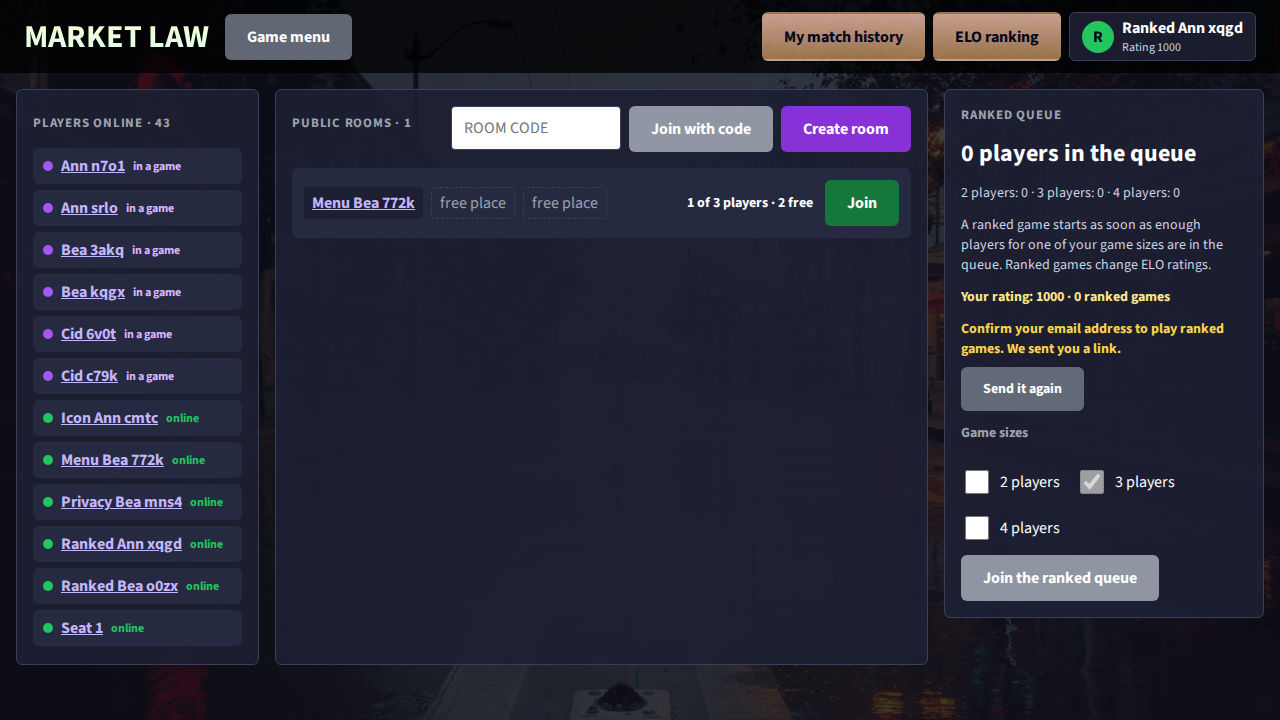 MARKET LAW
Game menu
My match history
ELO ranking
R
Ranked Ann xqgd
Rating 1000
PLAYERS ONLINE · 43
Ann n7o1 in a game
Ann srlo in a game
Bea 3akq in a game
Bea kqgx in a game
Cid 6v0t in a game
Cid c79k in a game
Icon Ann cmtc online
Menu Bea 772k online
Privacy Bea mns4 online
Ranked Ann xqgd online
Ranked Bea o0zx online
Seat 1 online
PUBLIC ROOMS · 1
ROOM CODE
Join with code
Create room
Menu Bea 772k
free place
free place
1 of 3 players · 2 free
Join
RANKED QUEUE
0 players in the queue
2 players: 0 · 3 players: 0 · 4 players: 0
A ranked game starts as soon as enough
players for one of your game sizes are in the
queue. Ranked games change ELO ratings.
Your rating: 1000 · 0 ranked games
Confirm your email address to play ranked
games. We sent you a link.
Send it again
Game sizes
2 players
3 players
4 players
Join the ranked queue